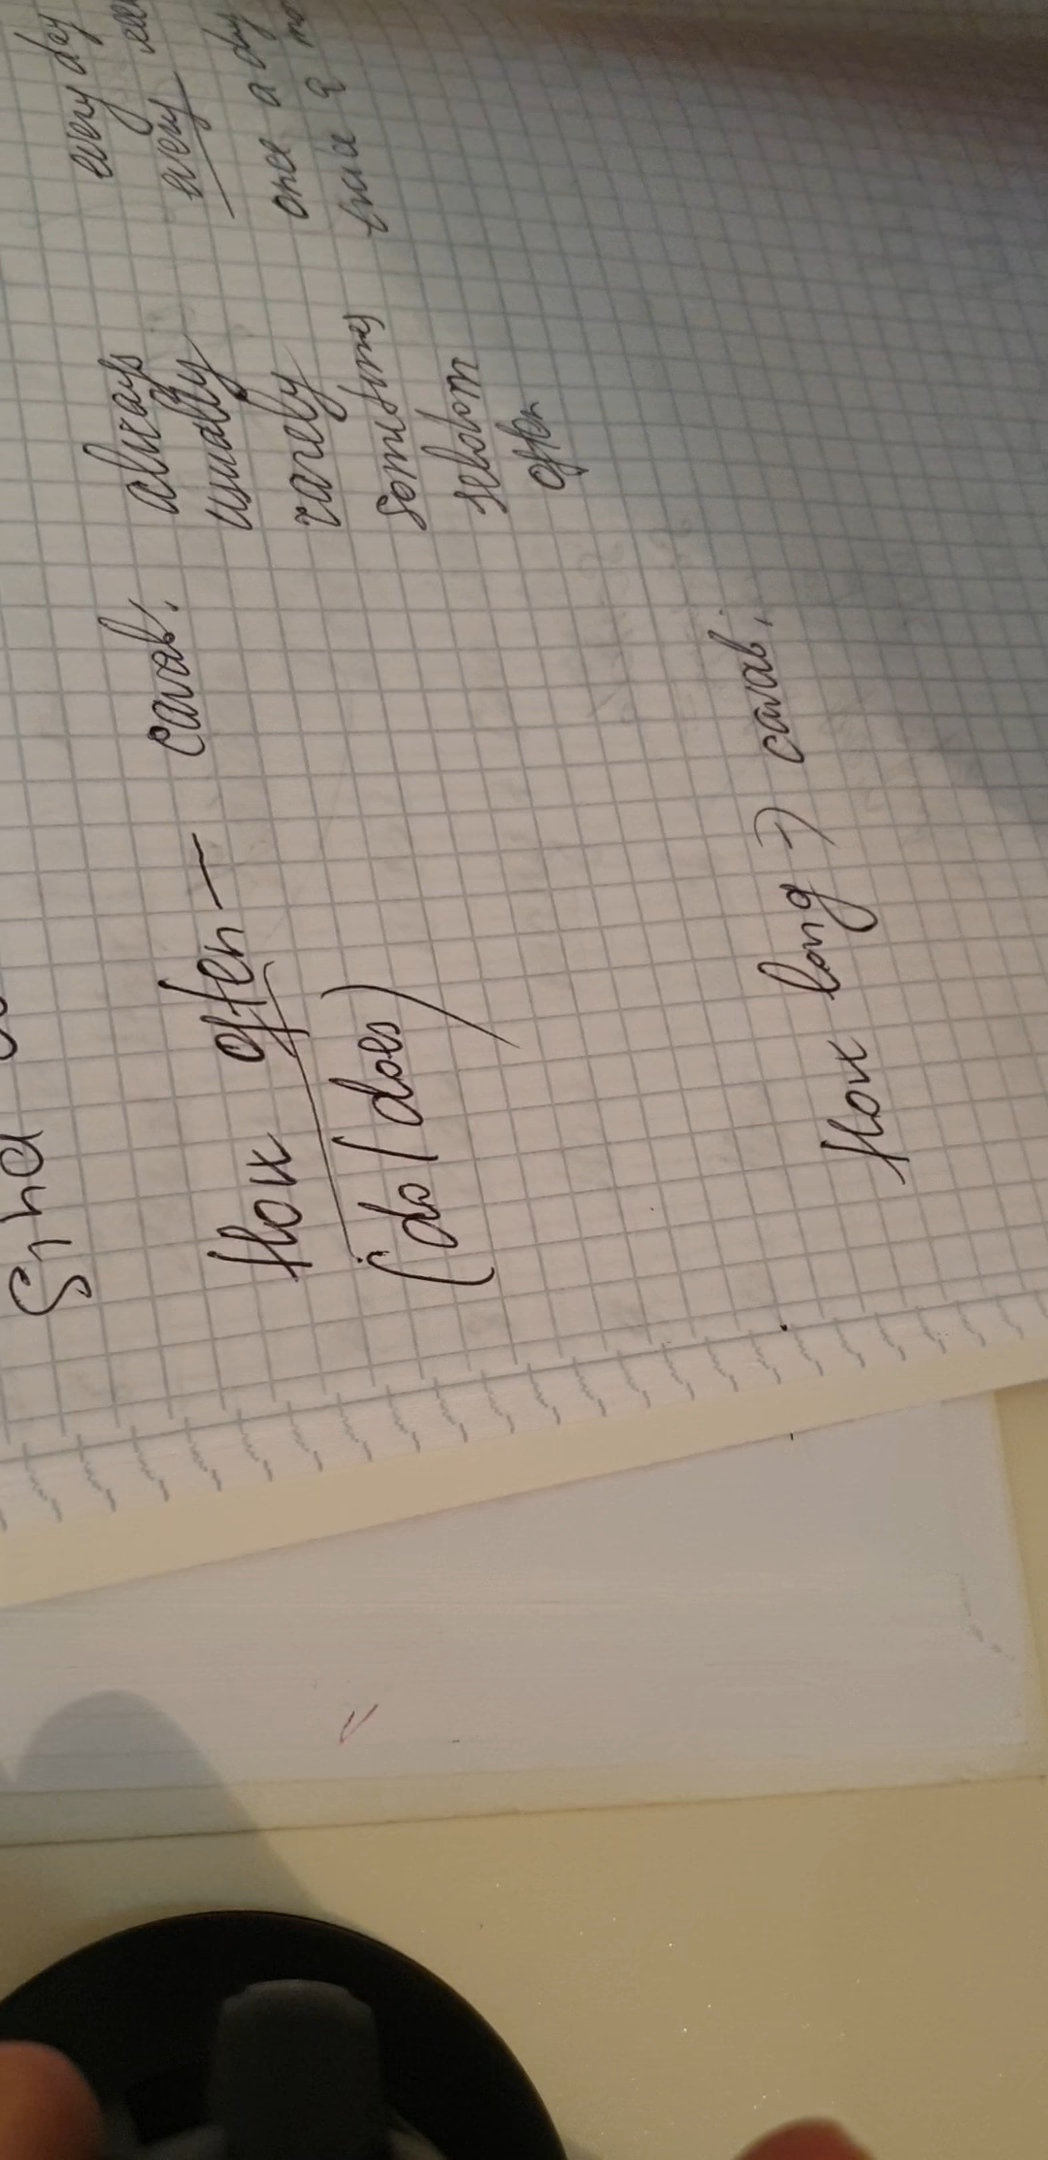 How often — cavab: always every day
usually every
(do/does) rarely once a day
sometimes twice a
seldom
often
How long → cavab: